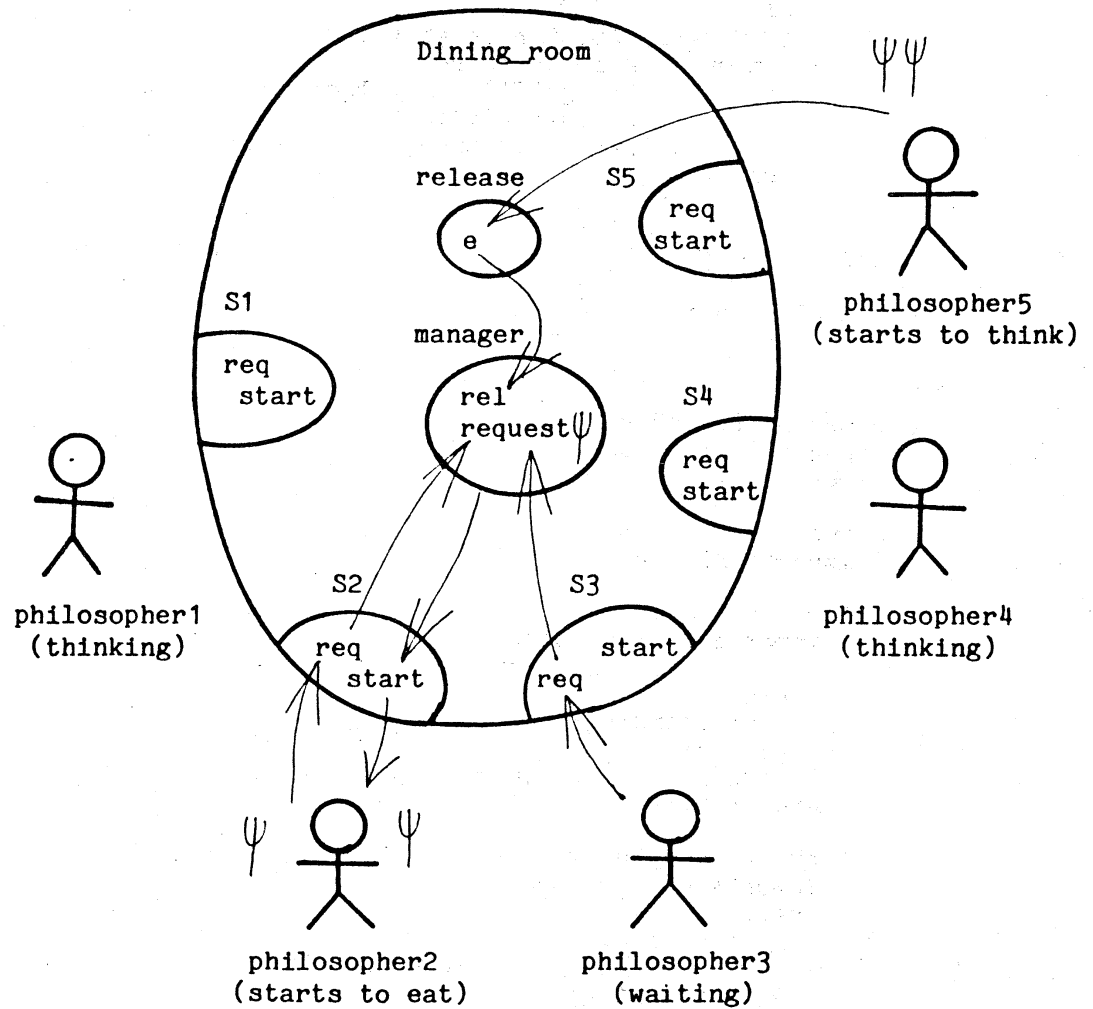 Dining_room
release
S5
e
req
start
philosopher5
(starts to think)
S1
manager
req
start
rel
request
S4
req
start
philosopher1
(thinking)
philosopher4
(thinking)
S2
S3
req
start
start
req
philosopher2
(starts to eat)
philosopher3
(waiting)